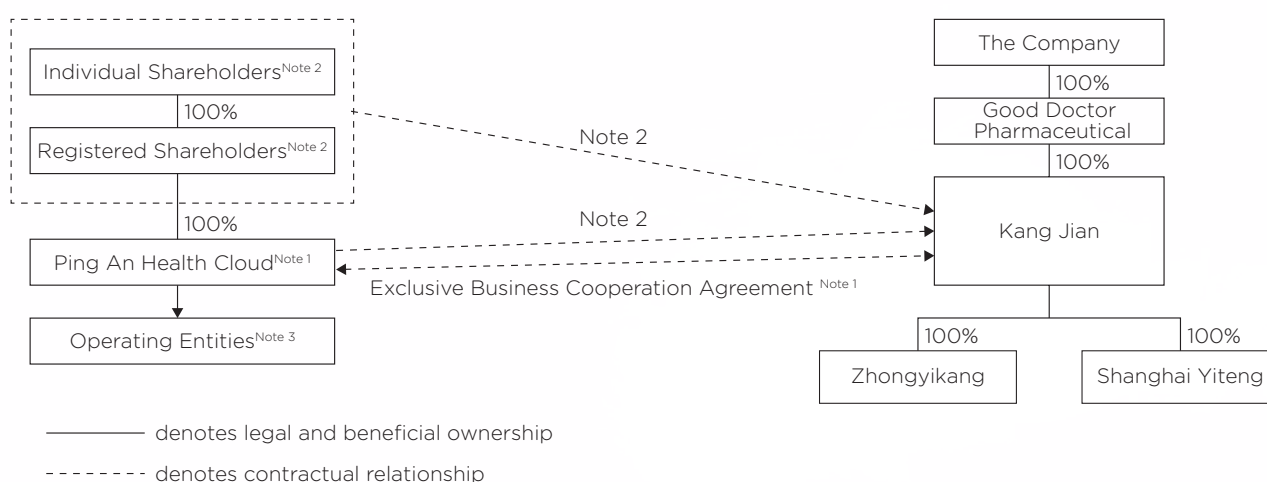 Individual Shareholders Note 2
100%
Registered Shareholders Note 2
100%
Ping An Health Cloud Note 1
Operating Entities Note 3
Note 2
Note 2
Exclusive Business Cooperation Agreement Note 1
The Company
100%
Good Doctor
Pharmaceutical
100%
Kang Jian
100%
100%
Zhongyikang
Shanghai Yiteng
denotes legal and beneficial ownership
denotes contractual relationship